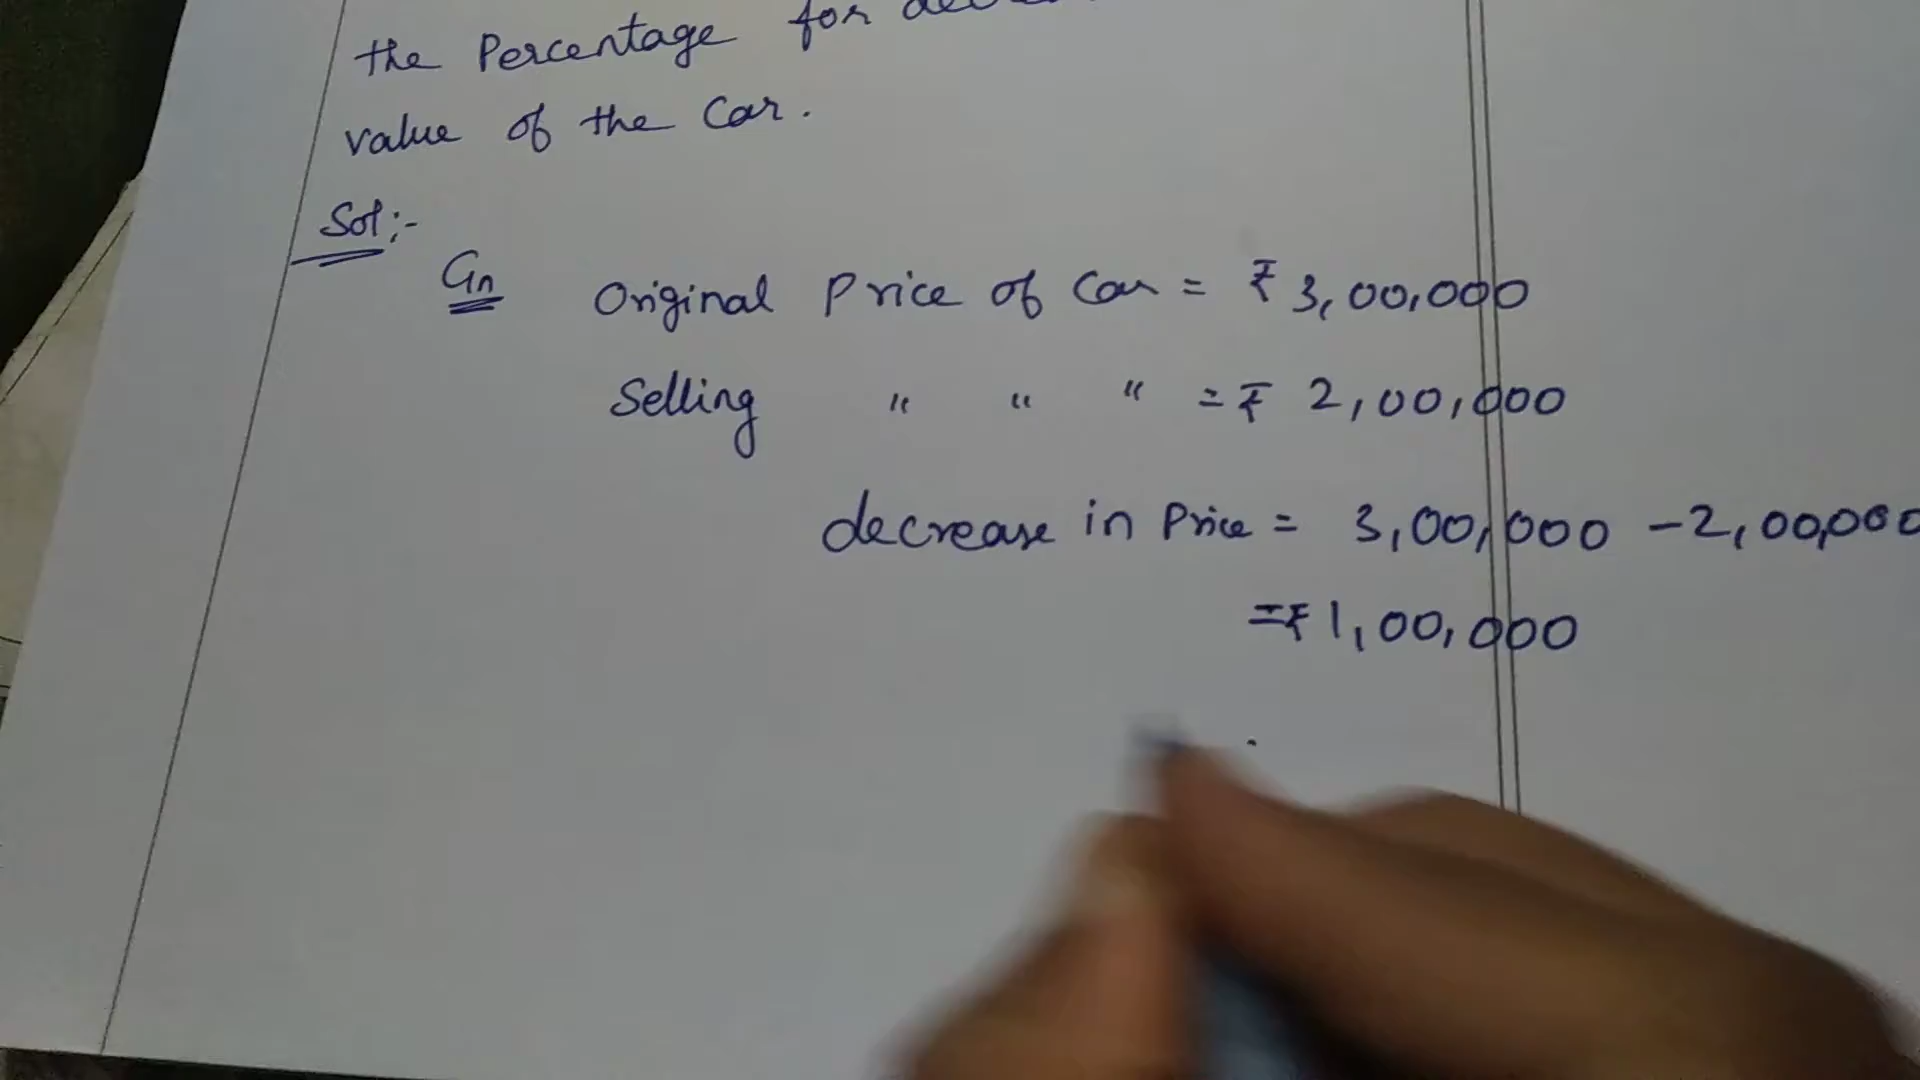 the Percentage for
value of the Car.
Sol:-
Gn Original Price of Car = ₹ 3,00,000
Selling " " " = ₹ 2,00,000
decrease in Price = 3,00,000 - 2,00,000
= ₹ 1,00,000